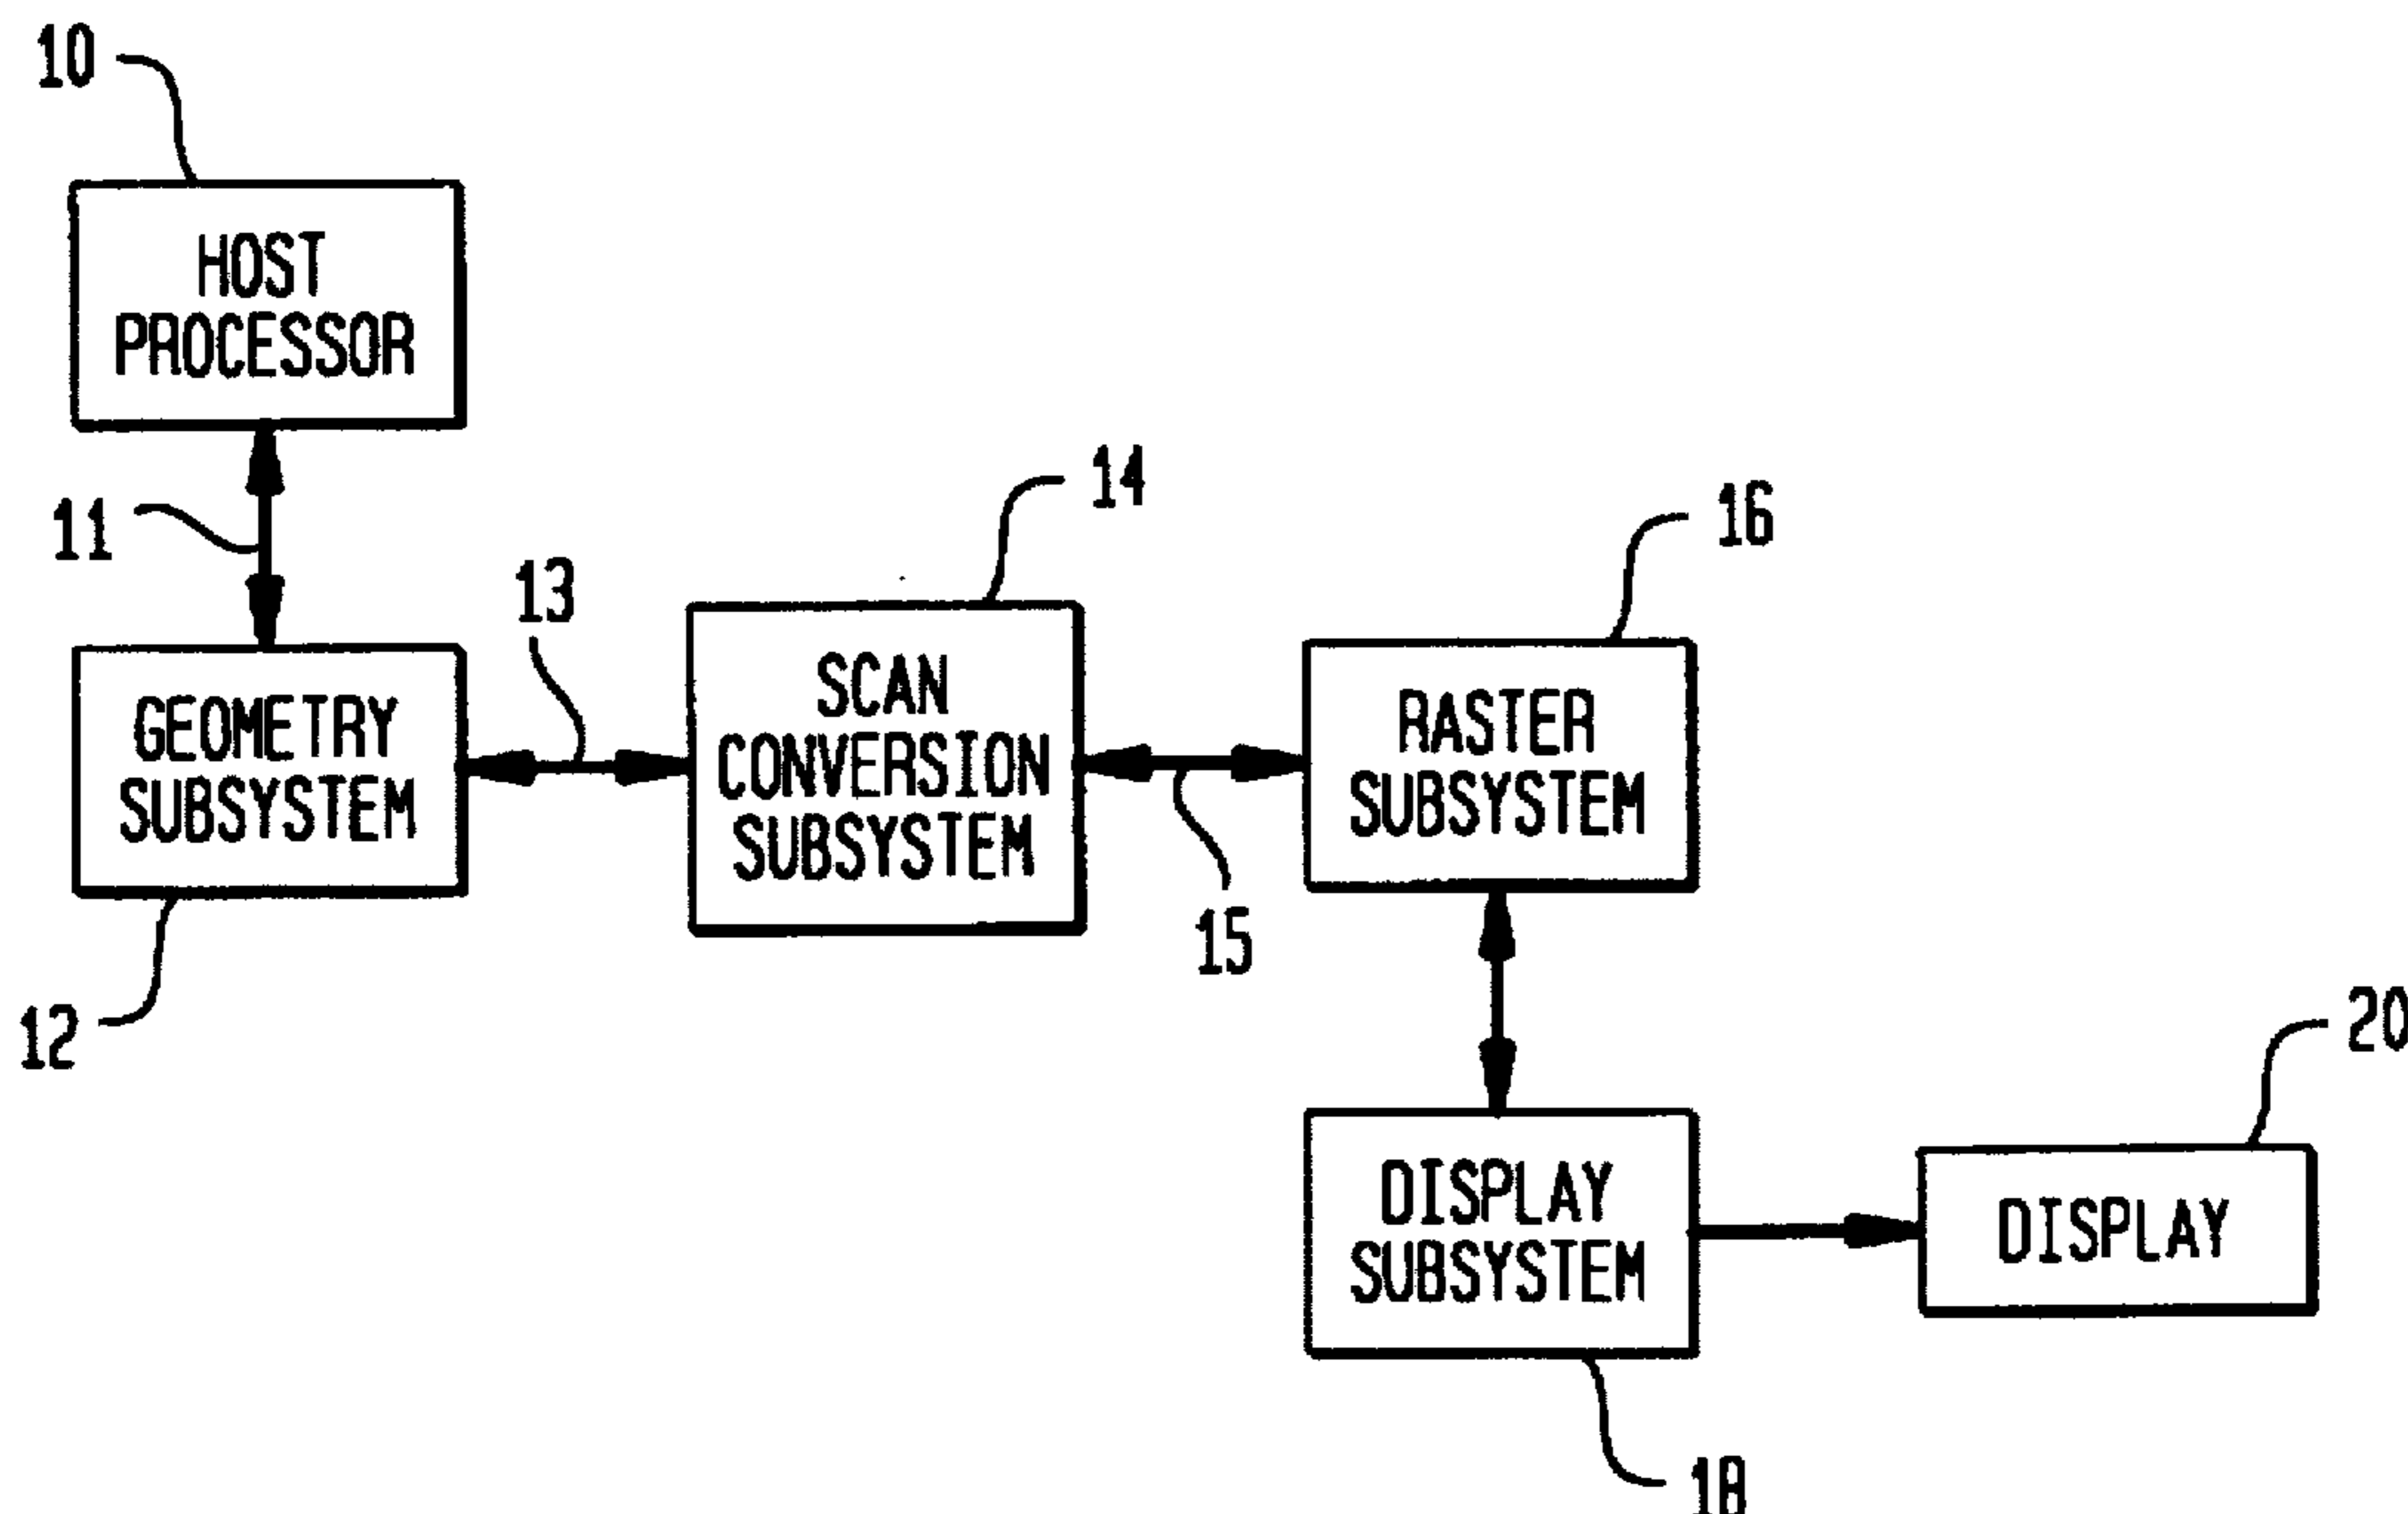 10
HOST
PROCESSOR
11
13
14
16
GEOMETRY
SUBSYSTEM
SCAN
CONVERSION
SUBSYSTEM
RASTER
SUBSYSTEM
15
12
20
DISPLAY
SUBSYSTEM
DISPLAY
18